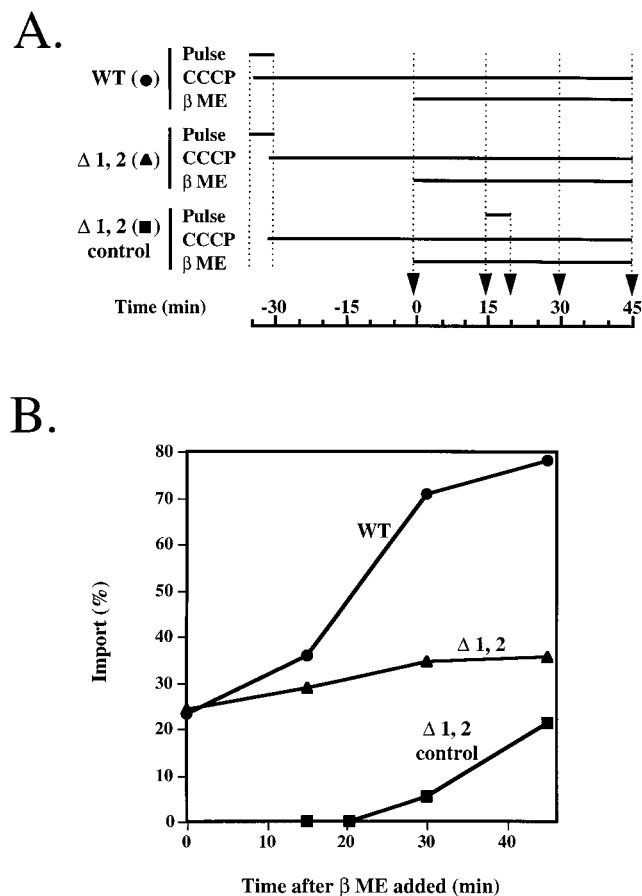 A.
Pulse
WT (●) CCCP
β ME
Pulse
Δ 1, 2 (▲) CCCP
β ME
Pulse
Δ 1, 2 (■) CCCP
control
β ME
Time (min) -30 -15 0 15 30 45
B.
80
70
60
50
40
30
20
10
0
Import (%)
WT
Δ 1, 2
Δ 1, 2
control
0 10 20 30 40
Time after β ME added (min)